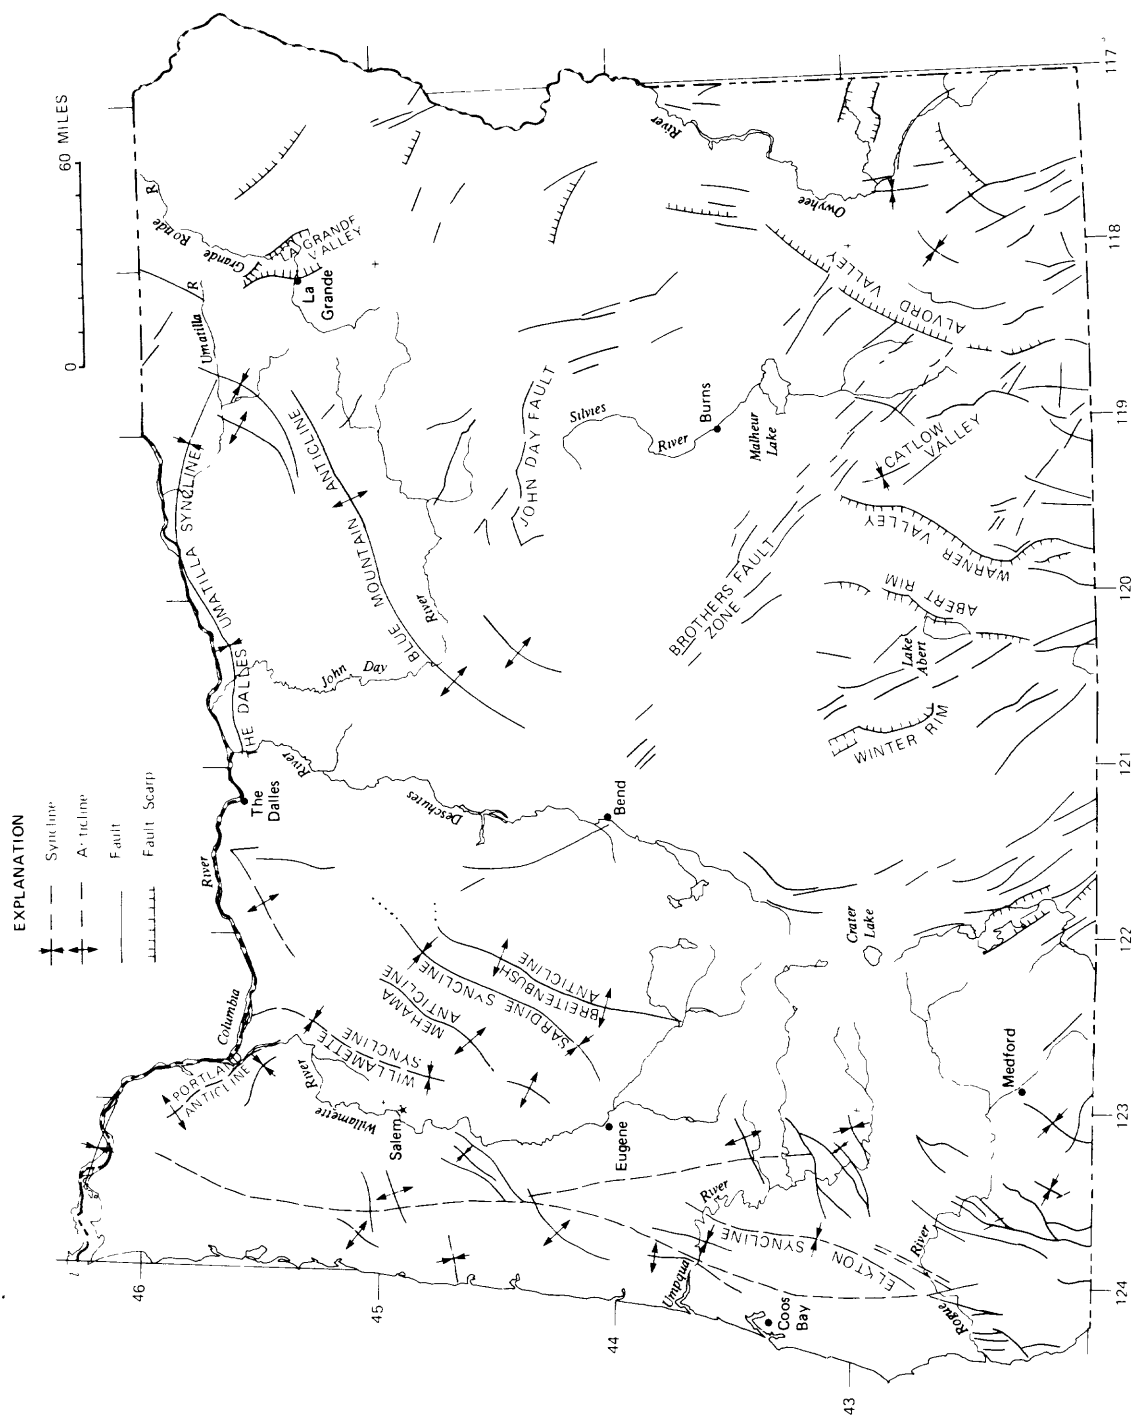 EXPLANATION
Syncline
Anticline
Fault
Fault Scarp
0 60 MILES
46
45
44
43
124
123
122
121
120
119
118
117
Columbia
River
PORTLAND
ANTICLINE
WILLAMETTE
SYNCLINE
River
Willamette
Salem
MEHAMA
ANTICLINE
SARDINE SYNCLINE
BREITENBUSH
ANTICLINE
Eugene
The
Dalles
THE DALLES
UMATILLA SYNCLINE
River
Deschutes
Bend
John
Day
River
BLUE MOUNTAIN ANTICLINE
Umatilla
R
Grande
Ronde
R
LA GRANDE
VALLEY
La
Grande
JOHN DAY FAULT
Silvies
River
Burns
Malheur
Lake
BROTHERS FAULT
ZONE
River
Owyhee
ALVORD VALLEY
CATLOW
VALLEY
WARNER VALLEY
ABERT RIM
Lake
Abert
WINTER RIM
Crater
Lake
Medford
River
Umpqua
ELKTON SYNCLINE
Coos
Bay
River
Rogue